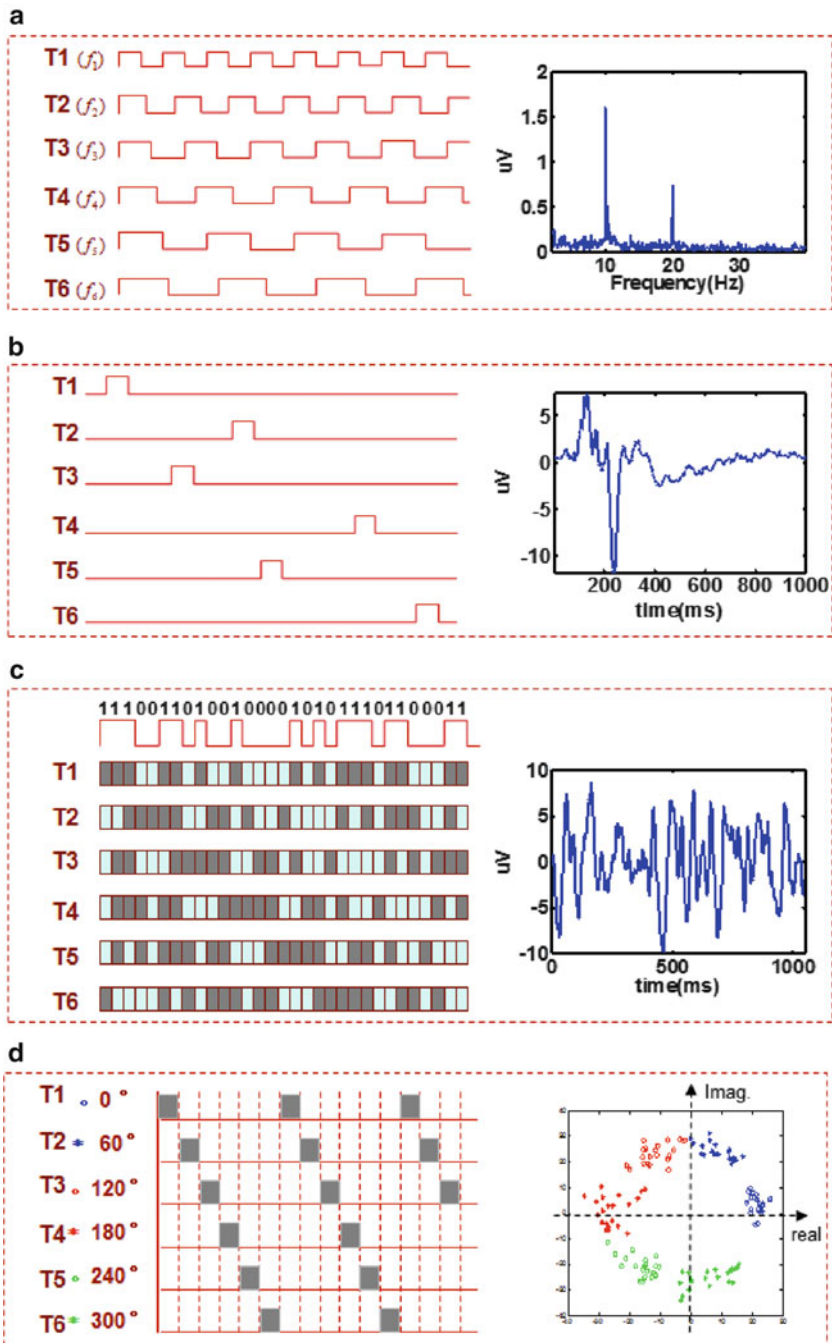 a
T1 (f1)
T2 (f2)
T3 (f3)
T4 (f4)
T5 (f5)
T6 (f6)
2
1.5
1
0.5
0
uV
10 20 30
Frequency(Hz)
b
T1
T2
T3
T4
T5
T6
5
0
-5
-10
uV
200 400 600 800 1000
time(ms)
c
1110011010010000101011101100011
T1
T2
T3
T4
T5
T6
10
5
0
-5
-10
uV
0 500 1000
time(ms)
d
T1 0°
T2 60°
T3 120°
T4 180°
T5 240°
T6 300°
Imag.
real